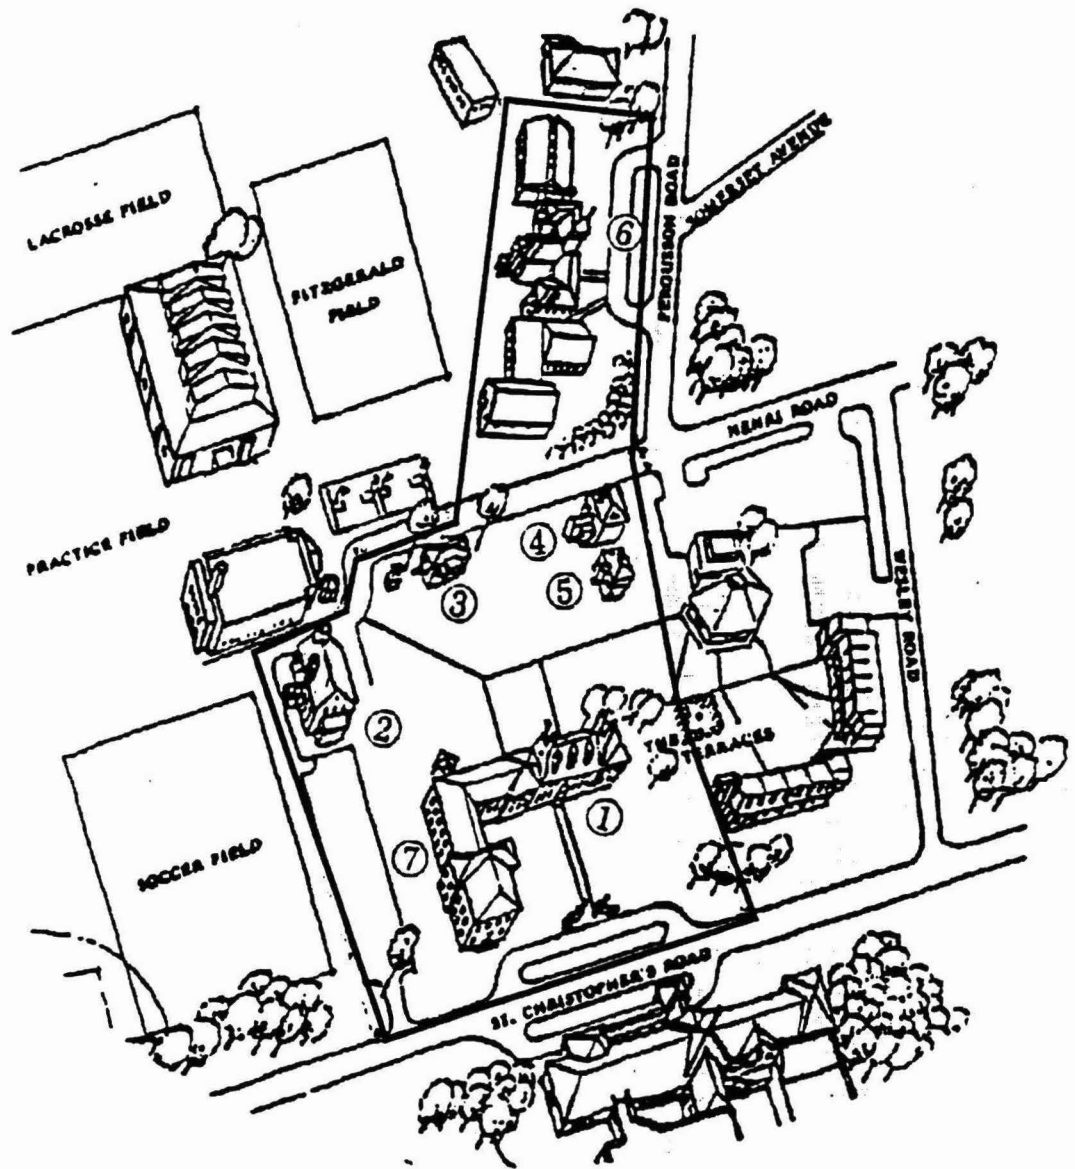 SOMERSET AVENUE
LACROSSE FIELD
6
FERGUSSON ROAD
FITZGERALD
FIELD
HENRI ROAD
PRACTICE FIELD
4
5
3
WESLEY ROAD
2
THE
TERRACES
1
7
SOCCER FIELD
ST. CHRISTOPHER'S ROAD